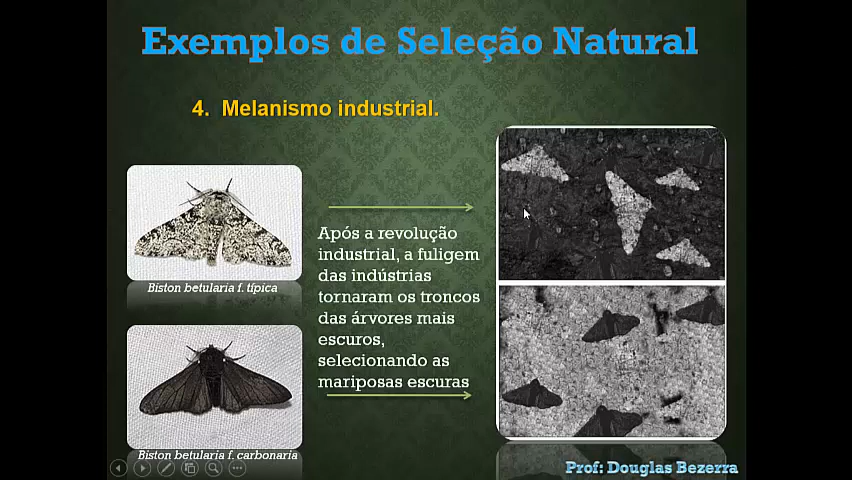 Exemplos de Seleção Natural
4. Melanismo industrial.
Biston betularia f. típica
Após a revolução
industrial, a fuligem
das indústrias
tornaram os troncos
das árvores mais
escuros,
selecionando as
mariposas escuras
Biston betularia f. carbonaria
Prof: Douglas Bezerra